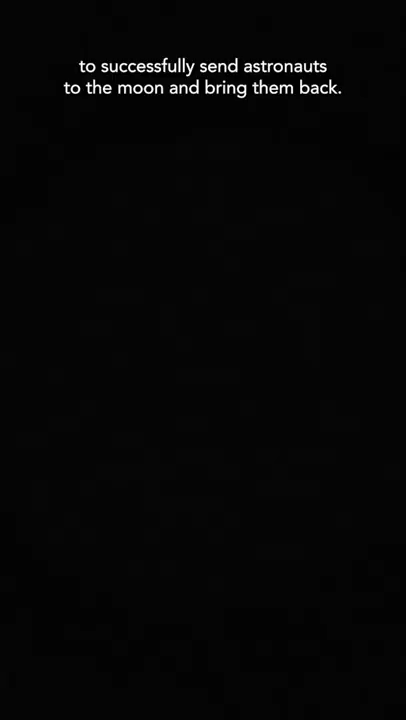 to successfully send astronauts
to the moon and bring them back.